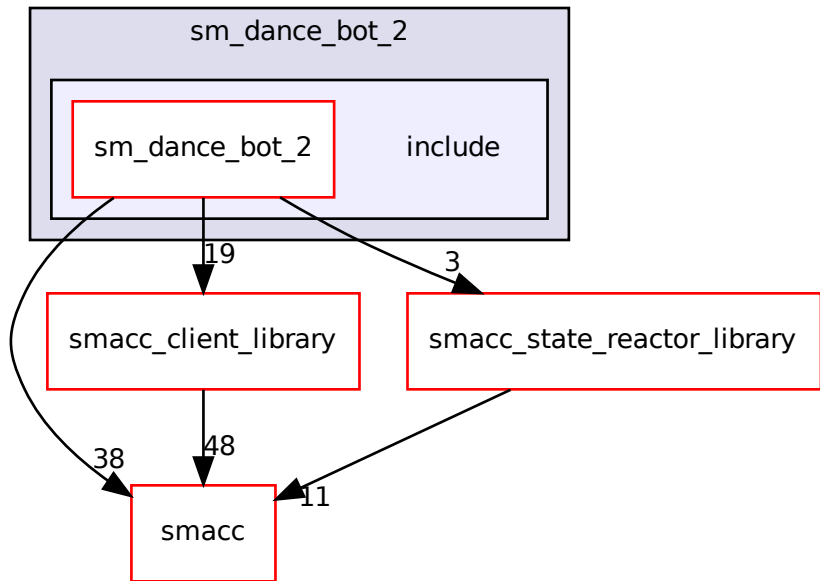 sm_dance_bot_2
sm_dance_bot_2
include
19
3
smacc_client_library
smacc_state_reactor_library
38
48
11
smacc